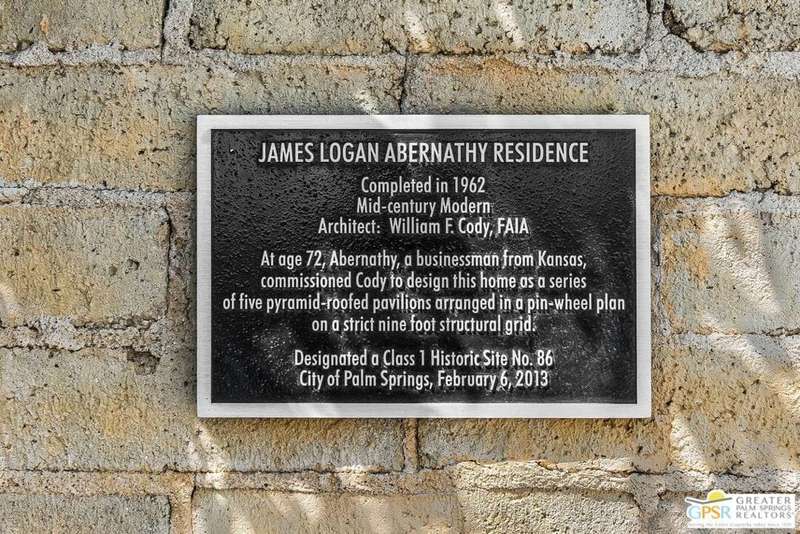 JAMES LOGAN ABERNATHY RESIDENCE
Completed in 1962
Mid-century Modern
Architect: William F. Cody, FAIA
At age 72, Abernathy, a businessman from Kansas,
commissioned Cody to design this home as a series
of five pyramid-roofed pavilions arranged in a pin-wheel plan
on a strict nine foot structural grid.
Designated a Class 1 Historic Site No. 86
City of Palm Springs, February 6, 2013
GPSR
GREATER
PALM SPRINGS
REALTORS®